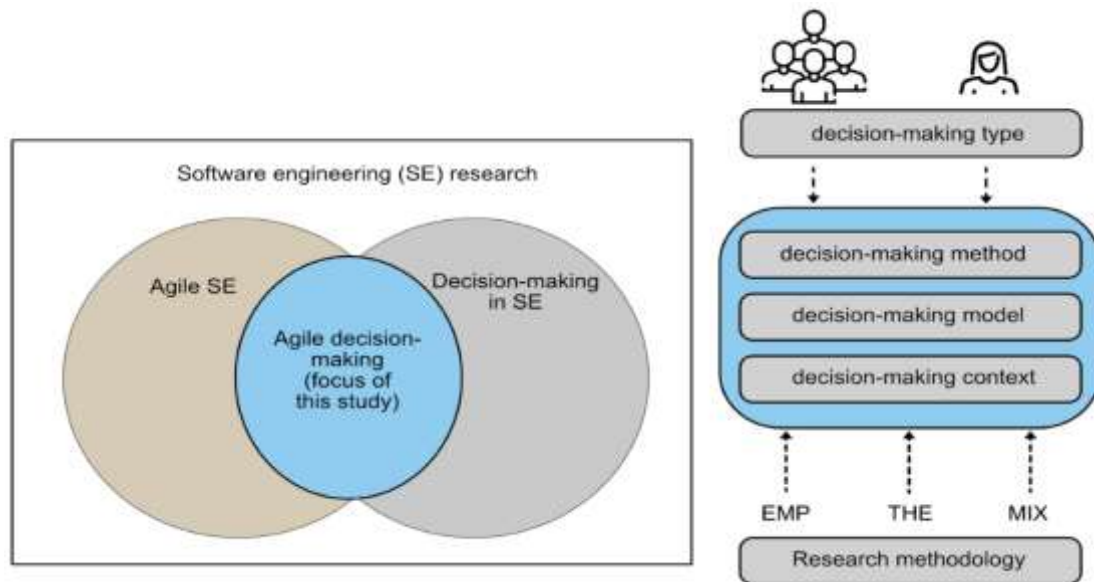 Software engineering (SE) research
Agile SE
Decision-making
in SE
Agile decision-
making
(focus of
this study)
decision-making type
decision-making method
decision-making model
decision-making context
EMP THE MIX
Research methodology